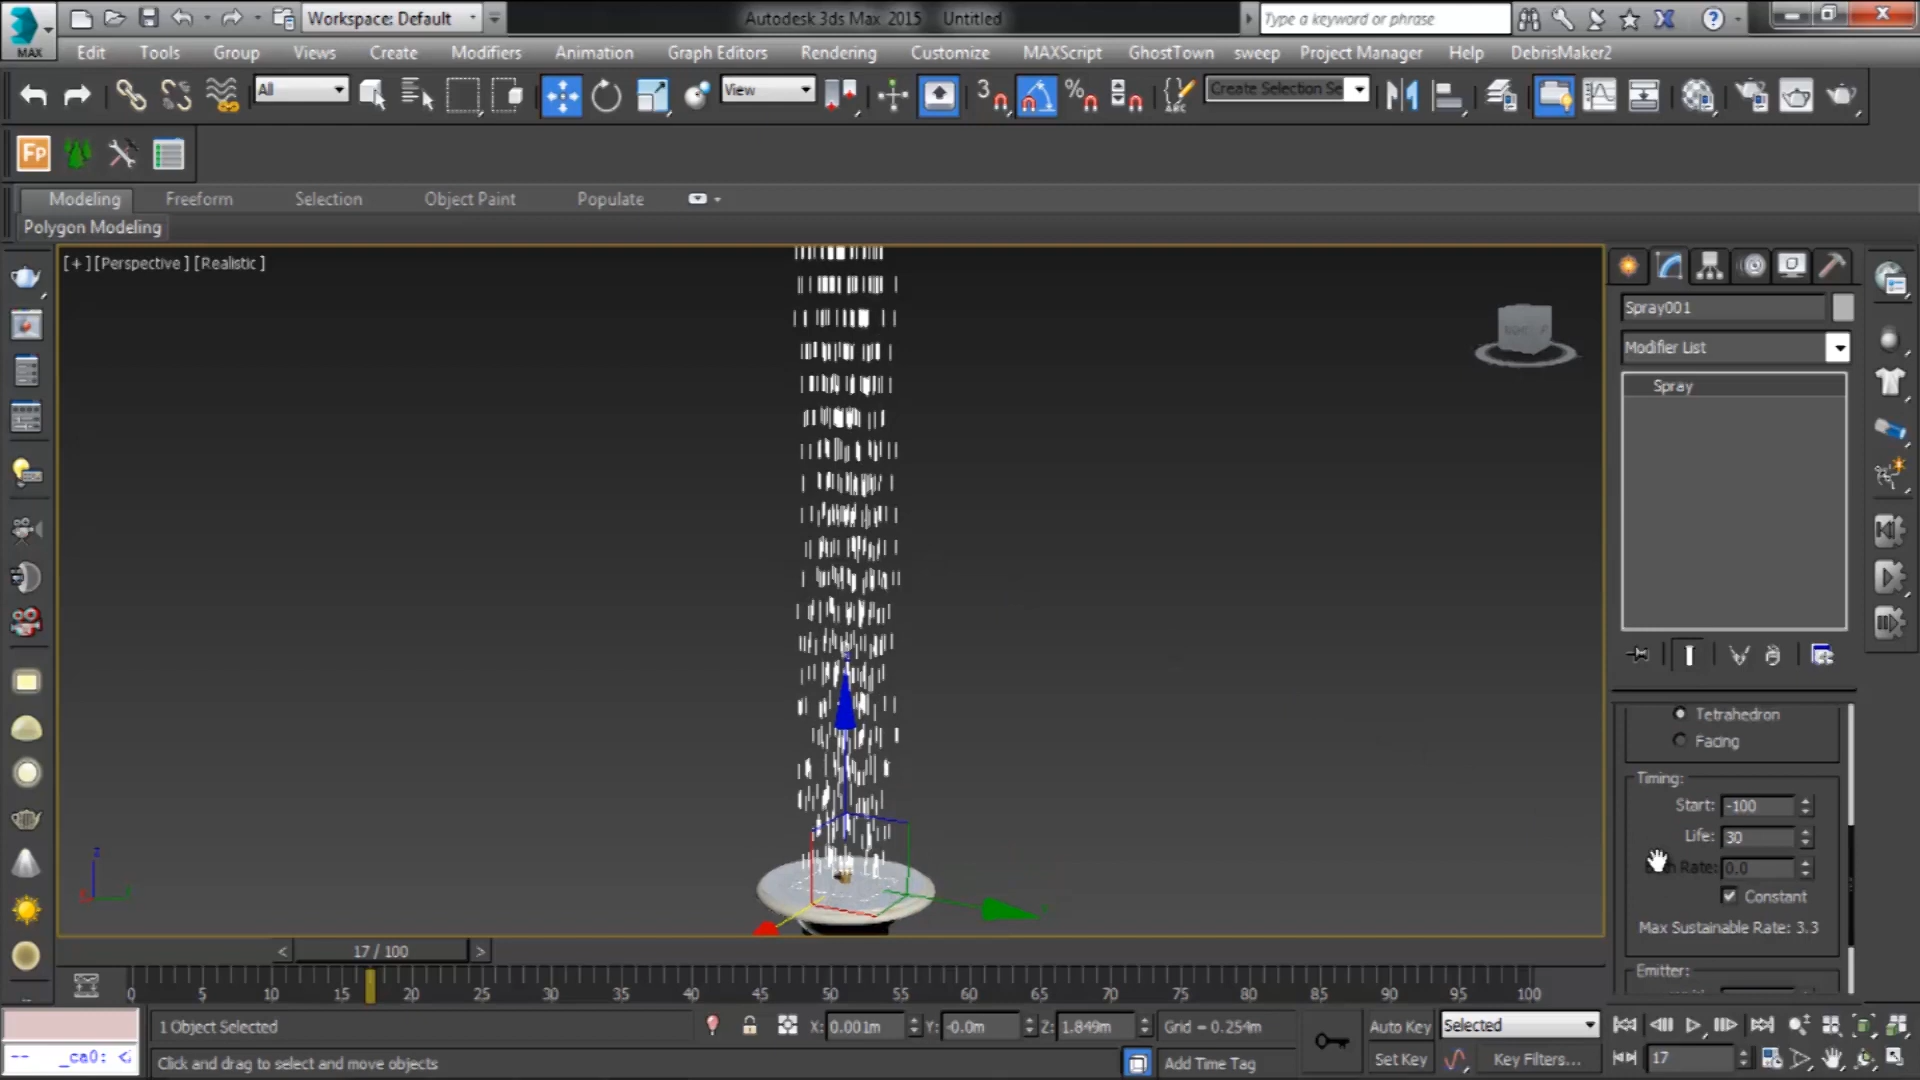 Workspace: Default
Autodesk 3ds Max 2015 Untitled
Type a keyword or phrase
MAX
Edit Tools Group Views Create Modifiers Animation Graph Editors Rendering Customize MAXScript GhostTown sweep Project Manager Help DebrisMaker2
All
View
3
%
ABC
Create Selection Se
Fp
Modeling Freeform Selection Object Paint Populate
Polygon Modeling
[+] [Perspective ] [Realistic ]
Spray001
Modifier List
Spray
Tetrahedron
Facing
Timing:
Start: -100
Life: 30
Rate: 0.0
Constant
Max Sustainable Rate: 3.3
Emitter:
z
< 17 / 100 >
0 5 10 15 20 25 30 35 40 45 50 55 60 65 70 75 80 85 90 95 100
1 Object Selected
X: 0.001m Y: -0.0m Z: 1.849m Grid = 0.254m
Auto Key Selected
-- _ca0: <
Click and drag to select and move objects
Add Time Tag
Set Key Key Filters...
17